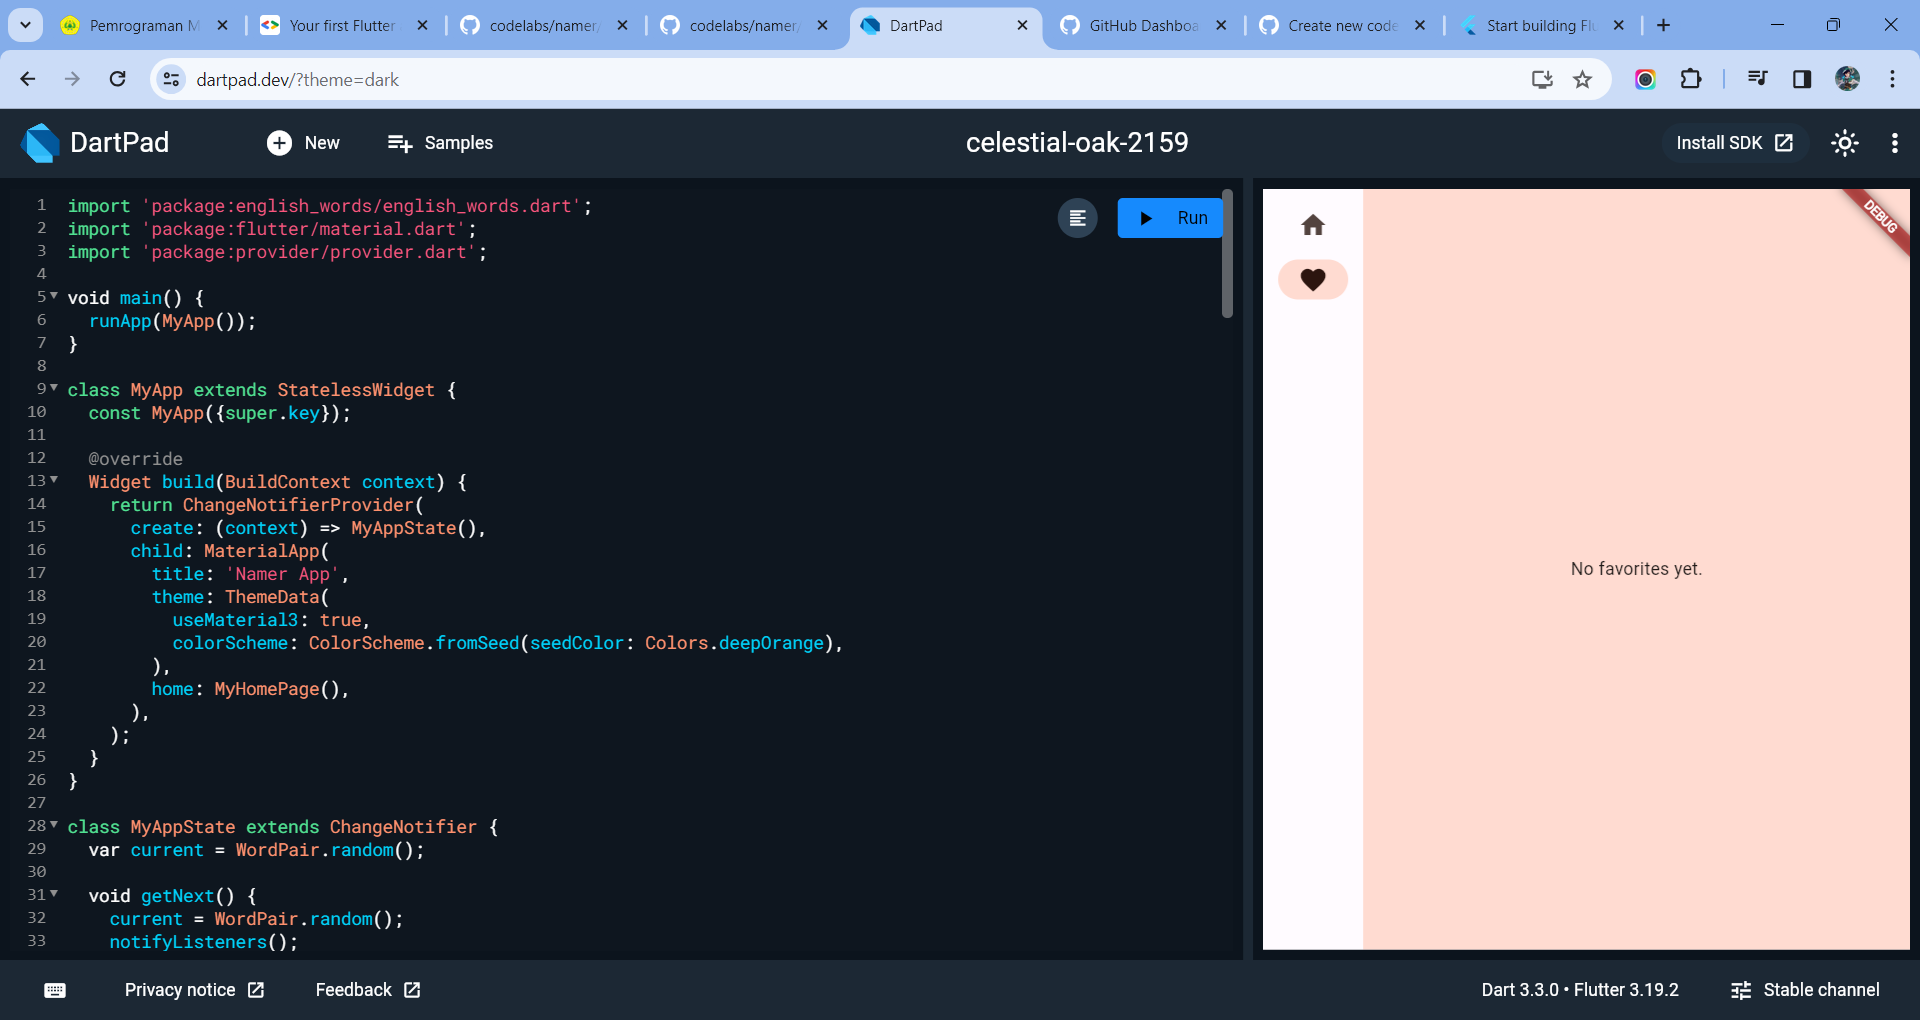 Pemrograman M
Your first Flutter
codelabs/namer/
codelabs/namer/
DartPad
GitHub Dashboa
Create new code
Start building Flu
dartpad.dev/?theme=dark
DartPad
New
Samples
celestial-oak-2159
Install SDK
1 import 'package:english_words/english_words.dart';
2 import 'package:flutter/material.dart';
3 import 'package:provider/provider.dart';
4
5 void main() {
6   runApp(MyApp());
7 }
8
9 class MyApp extends StatelessWidget {
10   const MyApp({super.key});
11
12   @override
13   Widget build(BuildContext context) {
14     return ChangeNotifierProvider(
15       create: (context) => MyAppState(),
16       child: MaterialApp(
17         title: 'Namer App',
18         theme: ThemeData(
19           useMaterial3: true,
20           colorScheme: ColorScheme.fromSeed(seedColor: Colors.deepOrange),
21         ),
22         home: MyHomePage(),
23       ),
24     );
25   }
26 }
27
28 class MyAppState extends ChangeNotifier {
29   var current = WordPair.random();
30
31   void getNext() {
32     current = WordPair.random();
33     notifyListeners();
Run
DEBUG
No favorites yet.
Privacy notice
Feedback
Dart 3.3.0 • Flutter 3.19.2
Stable channel